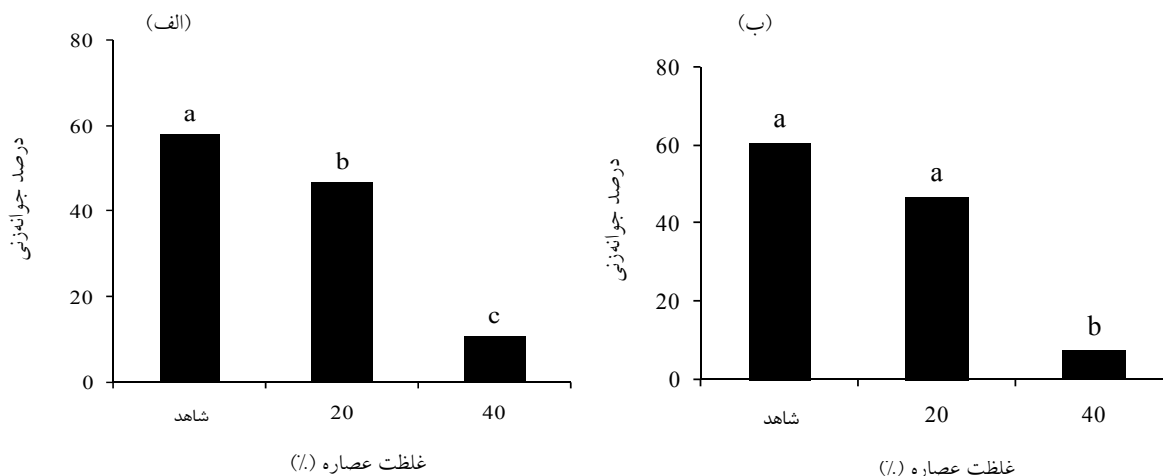 (الف)
درصد جوانه‌زنی
80
60
40
20
0
a
b
c
شاهد
20
40
غلظت عصاره (٪)
(ب)
درصد جوانه‌زنی
80
60
40
20
0
a
a
b
شاهد
20
40
غلظت عصاره (٪)